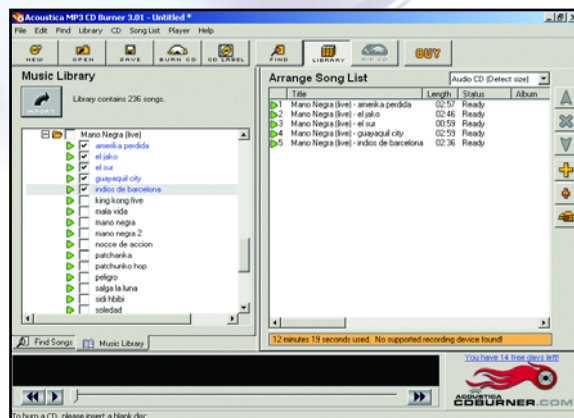 Acoustica MP3 CD Burner 3.01 - Untitled *
File Edit Find Library CD Song List Player Help
NEW OPEN SAVE BURN CD CD LABEL FIND LIBRARY RIP CD BUY
Music Library
IMPORT
Library contains 236 songs.
Mano Negra (live)
amerika perdida
el jako
el sur
guayaquil city
indios de barcelona
king kong five
mala vida
mano negra
mano negra 2
nocce de accion
patchanka
patchunko hop
peligro
salga la luna
sidi hbibi
soledad
Find Songs Music Library
Arrange Song List Audio CD (Detect size)
Title Length Status Album
1 Mano Negra (live) - amerika perdida 02:57 Ready
2 Mano Negra (live) - el jako 02:46 Ready
3 Mano Negra (live) - el sur 00:59 Ready
4 Mano Negra (live) - guayaquil city 02:59 Ready
5 Mano Negra (live) - indios de barcelona 02:36 Ready
12 minutes 19 seconds used. No supported recording device found!
You have 14 free days left!
ACOUSTICA
CDBURNER.COM
To burn a CD, please insert a blank disc.